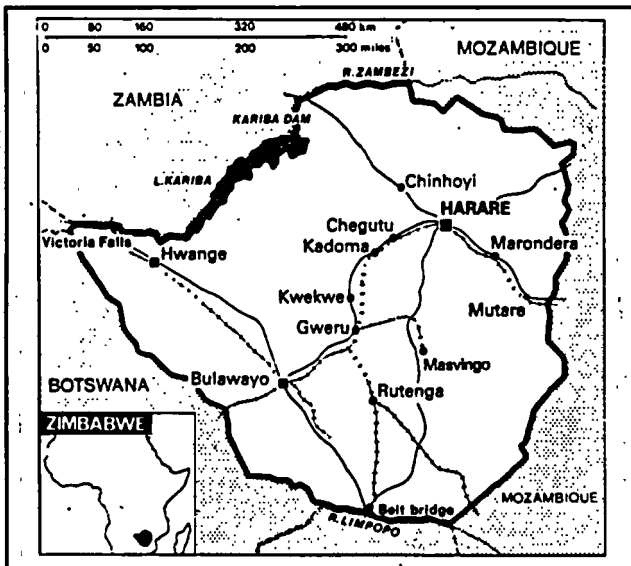 0 80 160 320 480 km
0 50 100 200 300 miles
MOZAMBIQUE
R.ZAMBEZI
ZAMBIA
KARIBA DAM
L.KARIBA
Chinhoyi
HARARE
Chegutu
Victoria Falls
Kadoma
Marondera
Hwange
Kwekwe
Mutare
Gweru
Masvingo
BOTSWANA
Bulawayo
Rutenga
ZIMBABWE
MOZAMBIQUE
Beit bridge
R.LIMPOPO